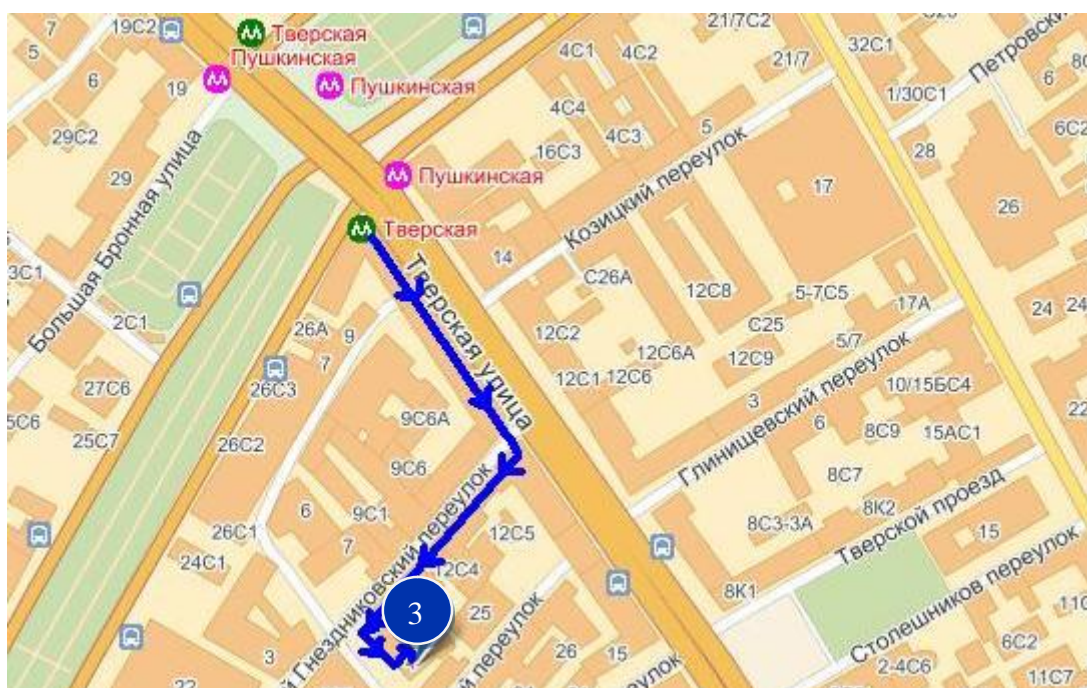 7
19С2
Тверская
5
Пушкинская
6
19
Пушкинская
4С1
4С2
21/7С2
21/7
32С1
Петровский
6
1/30С1
6С2
29С2
4С4
4С3
5
28
16С3
29
Пушкинская
Козицкий переулок
17
26
Большая Бронная улица
Тверская
14
3С1
С26А
12С8
5-7С5
17А
24
24
2С1
26А
9
Тверская улица
12С2
С25
5/7
7
12С6А
12С9
27С6
26С3
12С1
12С6
10/15БС4
3
22
25С7
26С2
9С6А
Глинищевский переулок
6
8С9
15АС1
9С6
8С7
6
9С1
Гнездниковский переулок
8К2
26С1
7
12С5
8С3-3А
Тверской проезд
15
24С1
12С4
8К1
3
25
Столешников переулок
3
26
15
6С2
2-4С6
11С7
22
переулок